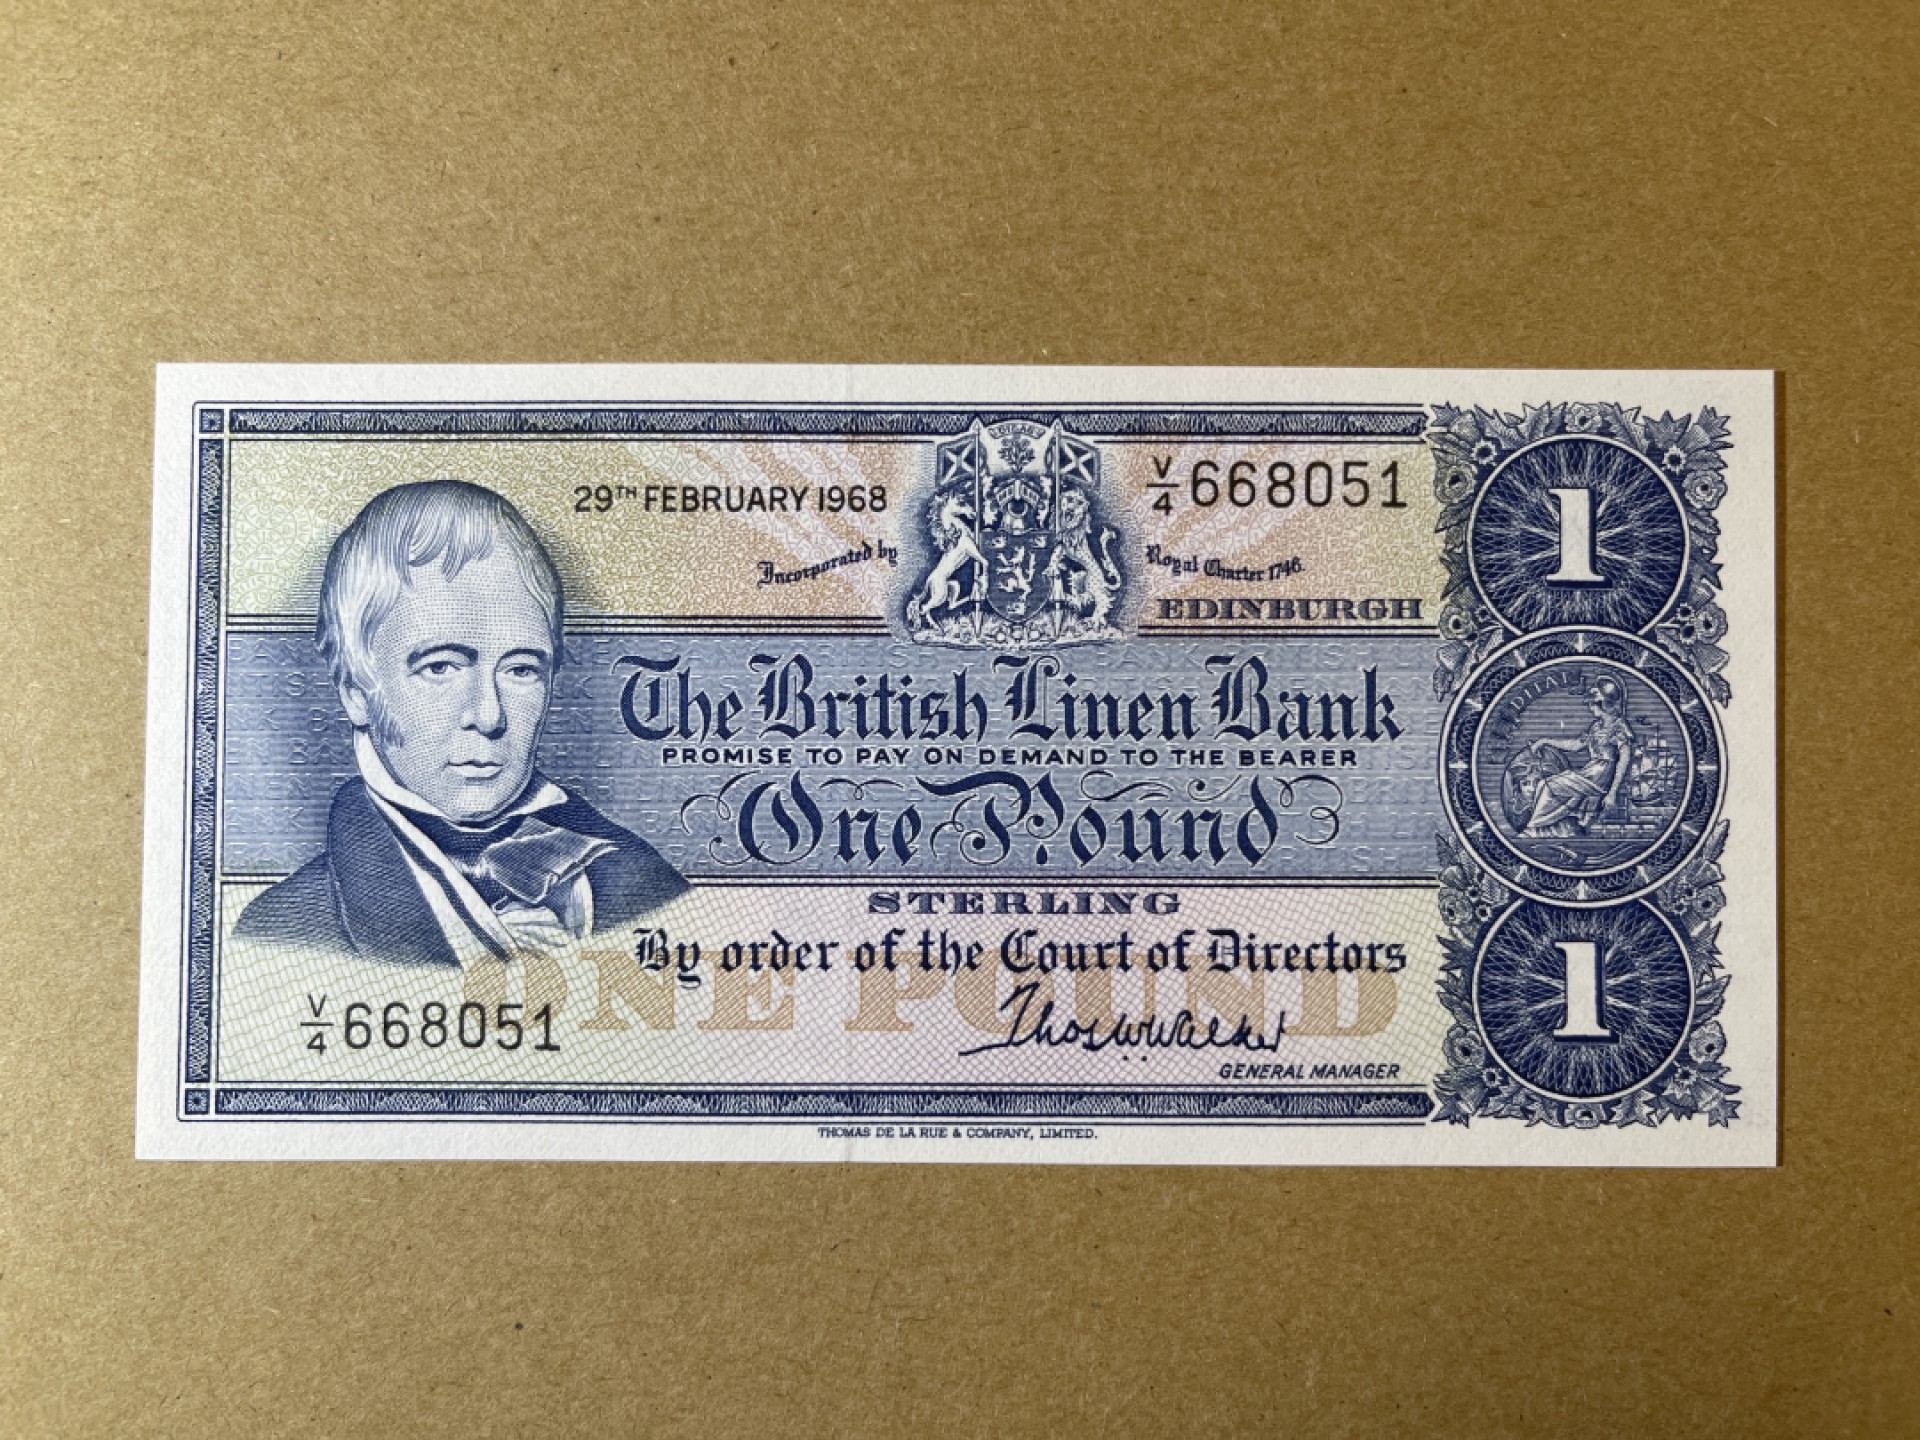 29TH FEBRUARY 1968
V/4 668051
Incorporated by Royal Charter 1746.
EDINBURGH
The British Linen Bank
PROMISE TO PAY ON DEMAND TO THE BEARER
One Pound
STERLING
By order of the Court of Directors
ONE POUND
V/4 668051
Thos W Walker
GENERAL MANAGER
THOMAS DE LA RUE & COMPANY, LIMITED.
1
1